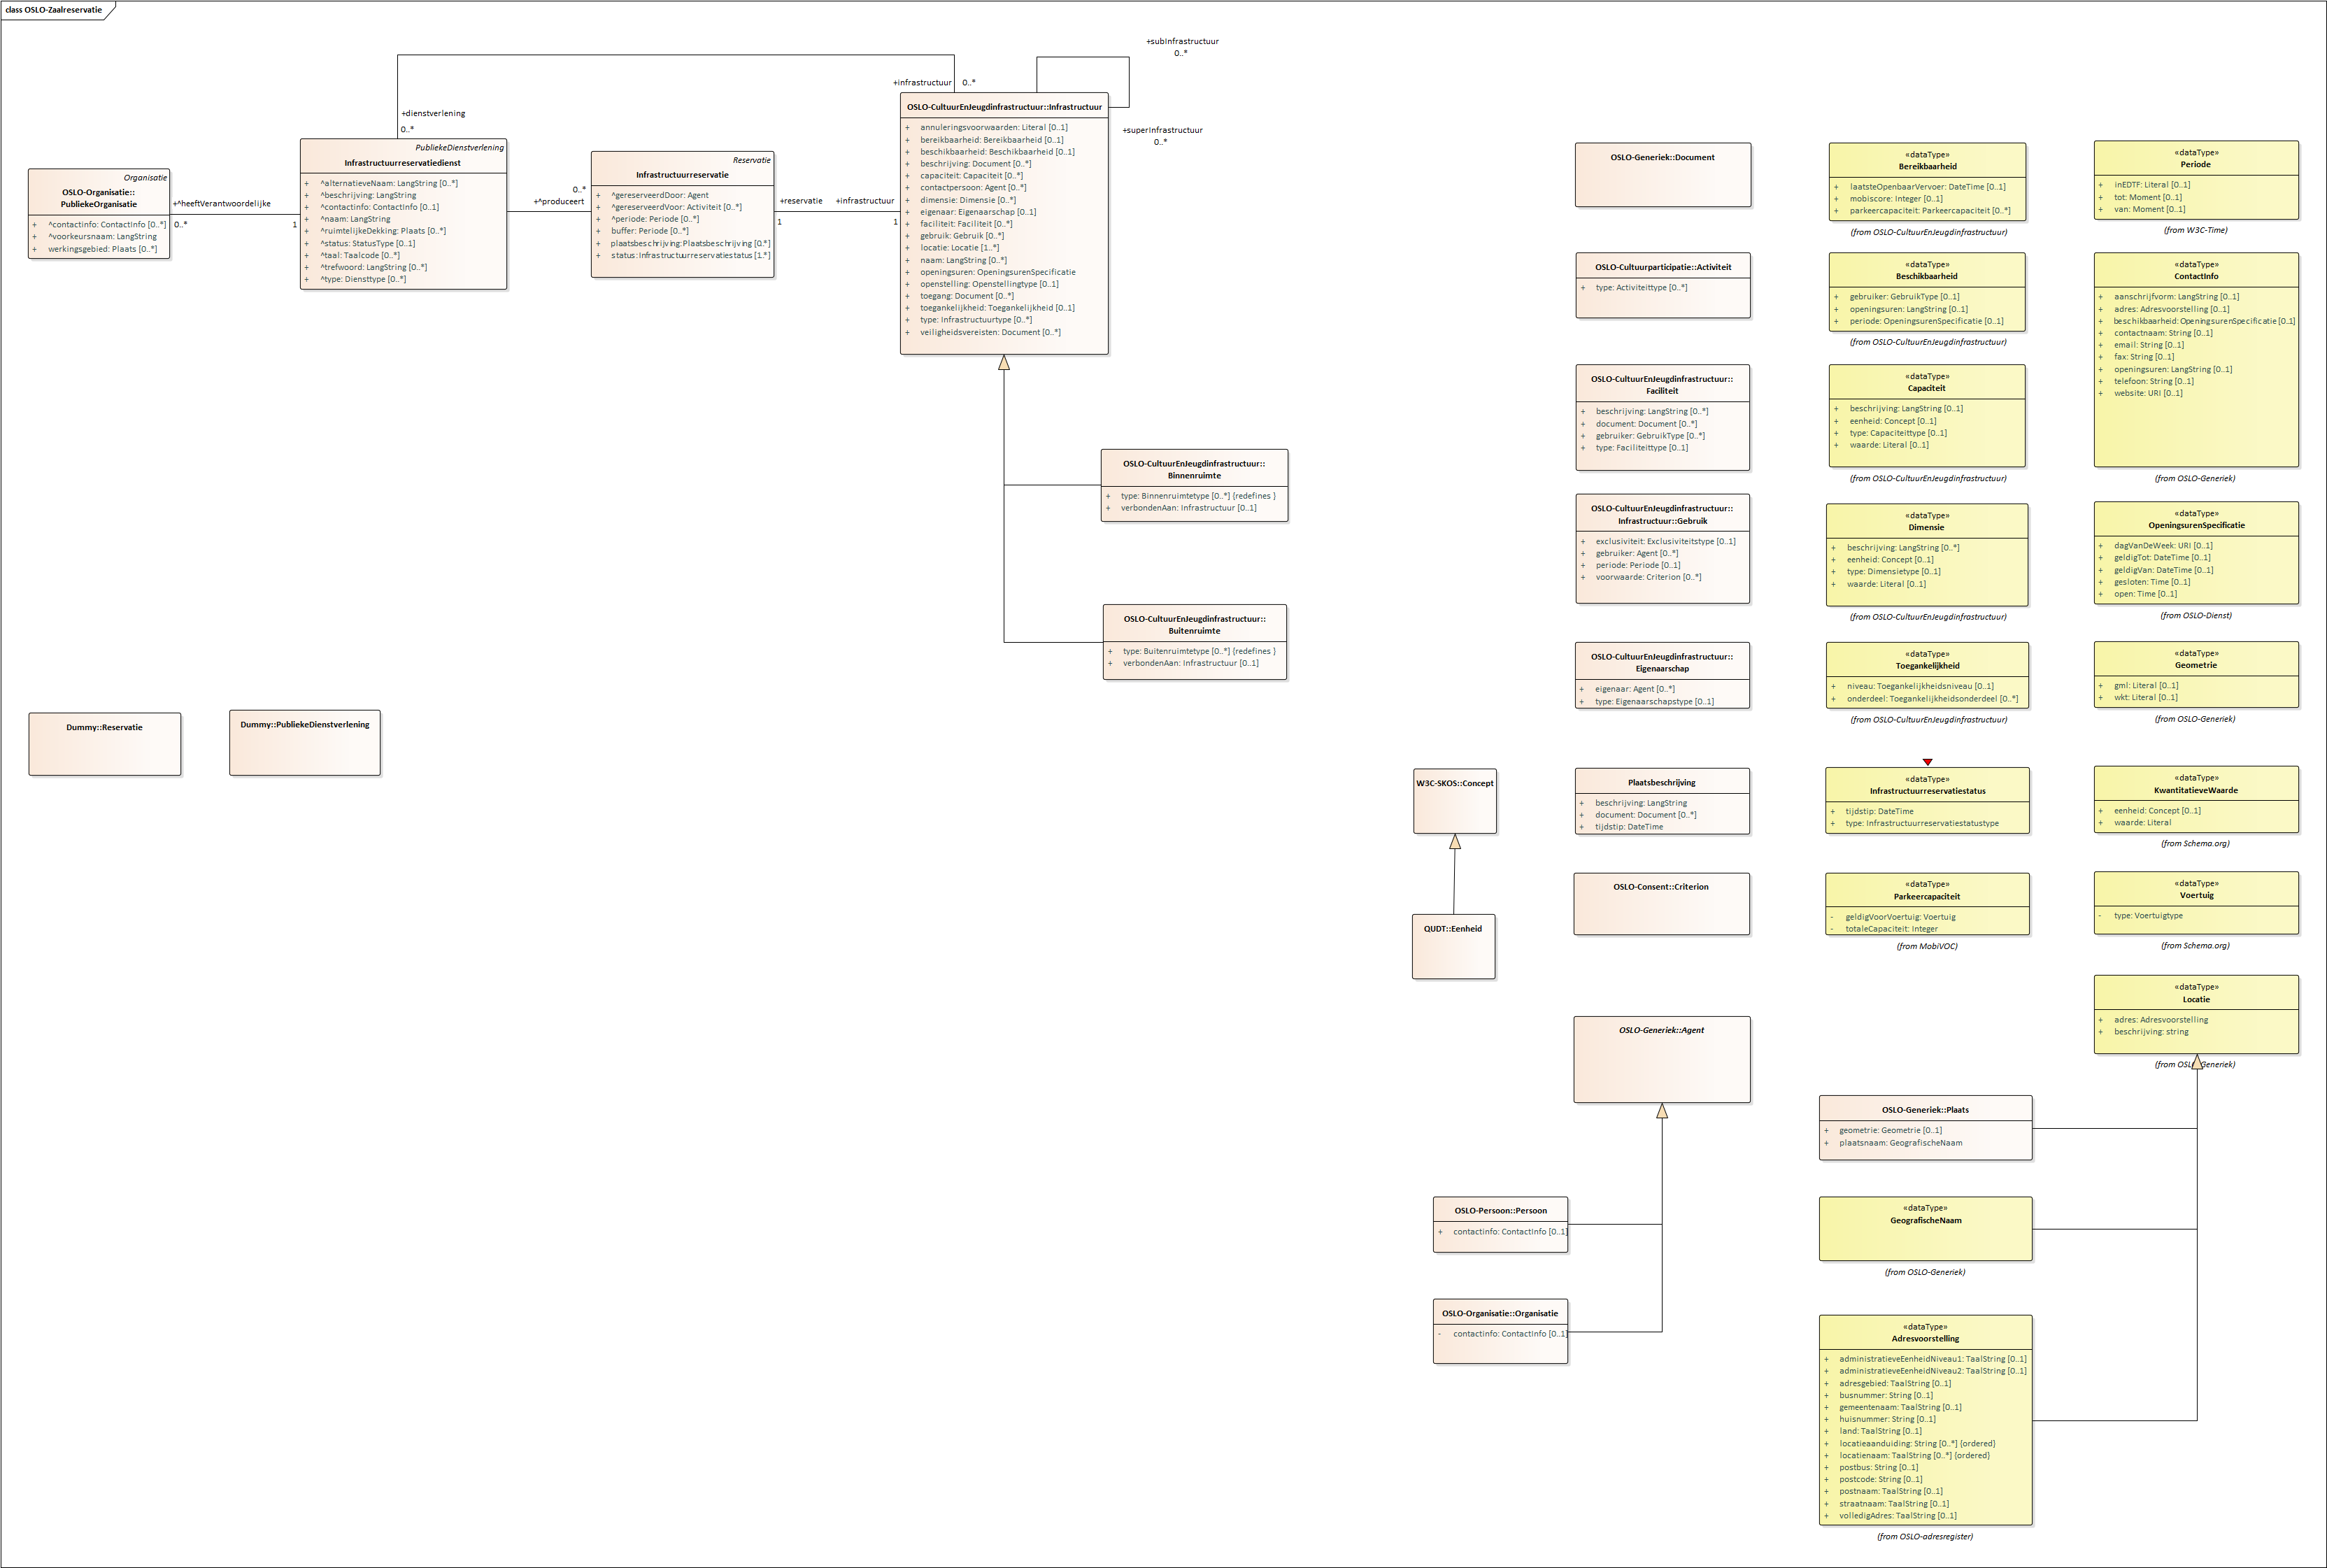 class OSLO-Zaalreservatie
+subInfrastructuur
0..*
+infrastructuur
0..*
+dienstverlening
0..*
+superInfrastructuur
0..*
Organisatie
OSLO-Organisatie::
PubliekeOrganisatie
+ ^contactinfo: ContactInfo [0..*]
+ ^voorkeursnaam: LangString
+ werkingsgebied: Plaats [0..*]
+^heeftVerantwoordelijke
0..*
1
PubliekeDienstverlening
Infrastructuurreservatiedienst
+ ^alternatieveNaam: LangString [0..*]
+ ^beschrijving: LangString
+ ^contactinfo: ContactInfo [0..1]
+ ^naam: LangString
+ ^ruimtelijkeDekking: Plaats [0..*]
+ ^status: StatusType [0..1]
+ ^taal: Taalcode [0..*]
+ ^trefwoord: LangString [0..*]
+ ^type: Diensttype [0..*]
0..*
+^produceert
Reservatie
Infrastructuurreservatie
+ ^gereserveerdDoor: Agent
+ ^gereserveerdVoor: Activiteit [0..*]
+ ^periode: Periode [0..*]
+ buffer: Periode [0..*]
+ plaatsbeschrijving:Plaatsbeschrijving [0.*]
+ status:Infrastructuurreservatiestatus [1..*]
+reservatie
1
+infrastructuur
1
OSLO-CultuurEnJeugdinfrastructuur::Infrastructuur
+ annuleringsvoorwaarden: Literal [0..1]
+ bereikbaarheid: Bereikbaarheid [0..1]
+ beschikbaarheid: Beschikbaarheid [0..1]
+ beschrijving: Document [0..*]
+ capaciteit: Capaciteit [0..*]
+ contactpersoon: Agent [0..*]
+ dimensie: Dimensie [0..*]
+ eigenaar: Eigenaarschap [0..1]
+ faciliteit: Faciliteit [0..*]
+ gebruik: Gebruik [0..*]
+ locatie: Locatie [1..*]
+ naam: LangString [0..*]
+ openingsuren: OpeningsurenSpecificatie
+ openstelling: Openstellingtype [0..1]
+ toegang: Document [0..*]
+ toegankelijkheid: Toegankelijkheid [0..1]
+ type: Infrastructuurtype [0..*]
+ veiligheidsvereisten: Document [0..*]
OSLO-CultuurEnJeugdinfrastructuur::
Binnenruimte
+ type: Binnenruimtetype [0..*] {redefines }
+ verbondenAan: Infrastructuur [0..1]
OSLO-CultuurEnJeugdinfrastructuur::
Buitenruimte
+ type: Buitenruimtetype [0..*] {redefines }
+ verbondenAan: Infrastructuur [0..1]
Dummy::Reservatie
Dummy::PubliekeDienstverlening
OSLO-Generiek::Document
OSLO-Cultuurparticipatie::Activiteit
+ type: Activiteittype [0..*]
OSLO-CultuurEnJeugdinfrastructuur::
Faciliteit
+ beschrijving: LangString [0..*]
+ document: Document [0..*]
+ gebruiker: GebruikType [0..*]
+ type: Faciliteittype [0..1]
OSLO-CultuurEnJeugdinfrastructuur::
Infrastructuur::Gebruik
+ exclusiviteit: Exclusiviteitstype [0..1]
+ gebruiker: Agent [0..*]
+ periode: Periode [0..1]
+ voorwaarde: Criterion [0..*]
OSLO-CultuurEnJeugdinfrastructuur::
Eigenaarschap
+ eigenaar: Agent [0..*]
+ type: Eigenaarschapstype [0..1]
W3C-SKOS::Concept
QUDT::Eenheid
Plaatsbeschrijving
+ beschrijving: LangString
+ document: Document [0..*]
+ tijdstip: DateTime
OSLO-Consent::Criterion
OSLO-Generiek::Agent
OSLO-Persoon::Persoon
+ contactinfo: ContactInfo [0..1]
OSLO-Organisatie::Organisatie
- contactinfo: ContactInfo [0..1]
«dataType»
Bereikbaarheid
+ laatsteOpenbaarVervoer: DateTime [0..1]
+ mobiscore: Integer [0..1]
+ parkeercapaciteit: Parkeercapaciteit [0..*]
(from OSLO-CultuurEnJeugdinfrastructuur)
«dataType»
Beschikbaarheid
+ gebruiker: GebruikType [0..1]
+ openingsuren: LangString [0..1]
+ periode: OpeningsurenSpecificatie [0..1]
(from OSLO-CultuurEnJeugdinfrastructuur)
«dataType»
Capaciteit
+ beschrijving: LangString [0..1]
+ eenheid: Concept [0..1]
+ type: Capaciteittype [0..1]
+ waarde: Literal [0..1]
(from OSLO-CultuurEnJeugdinfrastructuur)
«dataType»
Dimensie
+ beschrijving: LangString [0..*]
+ eenheid: Concept [0..1]
+ type: Dimensietype [0..1]
+ waarde: Literal [0..1]
(from OSLO-CultuurEnJeugdinfrastructuur)
«dataType»
Toegankelijkheid
+ niveau: Toegankelijkheidsniveau [0..1]
+ onderdeel: Toegankelijkheidsonderdeel [0..*]
(from OSLO-CultuurEnJeugdinfrastructuur)
«dataType»
Infrastructuurreservatiestatus
+ tijdstip: DateTime
+ type: Infrastructuurreservatiestatustype
«dataType»
Parkeercapaciteit
- geldigVoorVoertuig: Voertuig
- totaleCapaciteit: Integer
(from MobiVOC)
OSLO-Generiek::Plaats
+ geometrie: Geometrie [0..1]
+ plaatsnaam: GeografischeNaam
«dataType»
GeografischeNaam
(from OSLO-Generiek)
«dataType»
Adresvoorstelling
+ administratieveEenheidNiveau1: TaalString [0..1]
+ administratieveEenheidNiveau2: TaalString [0..1]
+ adresgebied: TaalString [0..1]
+ busnummer: String [0..1]
+ gemeentenaam: TaalString [0..1]
+ huisnummer: String [0..1]
+ land: TaalString [0..1]
+ locatieaanduiding: String [0..*] {ordered}
+ locatienaam: TaalString [0..*] {ordered}
+ postbus: String [0..1]
+ postcode: String [0..1]
+ postnaam: TaalString [0..1]
+ straatnaam: TaalString [0..1]
+ volledigAdres: TaalString [0..1]
(from OSLO-adresregister)
«dataType»
Periode
+ inEDTF: Literal [0..1]
+ tot: Moment [0..1]
+ van: Moment [0..1]
(from W3C-Time)
«dataType»
ContactInfo
+ aanschrijfvorm: LangString [0..1]
+ adres: Adresvoorstelling [0..1]
+ beschikbaarheid:OpeningsurenSpecificatie [0..1]
+ contactnaam: String [0..1]
+ email: String [0..1]
+ fax: String [0..1]
+ openingsuren: LangString [0..1]
+ telefoon: String [0..1]
+ website: URI [0..1]
(from OSLO-Generiek)
«dataType»
OpeningsurenSpecificatie
+ dagVanDeWeek: URI [0..1]
+ geldigTot: DateTime [0..1]
+ geldigVan: DateTime [0..1]
+ gesloten: Time [0..1]
+ open: Time [0..1]
(from OSLO-Dienst)
«dataType»
Geometrie
+ gml: Literal [0..1]
+ wkt: Literal [0..1]
(from OSLO-Generiek)
«dataType»
KwantitatieveWaarde
+ eenheid: Concept [0..1]
+ waarde: Literal
(from Schema.org)
«dataType»
Voertuig
- type: Voertuigtype
(from Schema.org)
«dataType»
Locatie
+ adres: Adresvoorstelling
+ beschrijving: string
(from OSLO-Generiek)